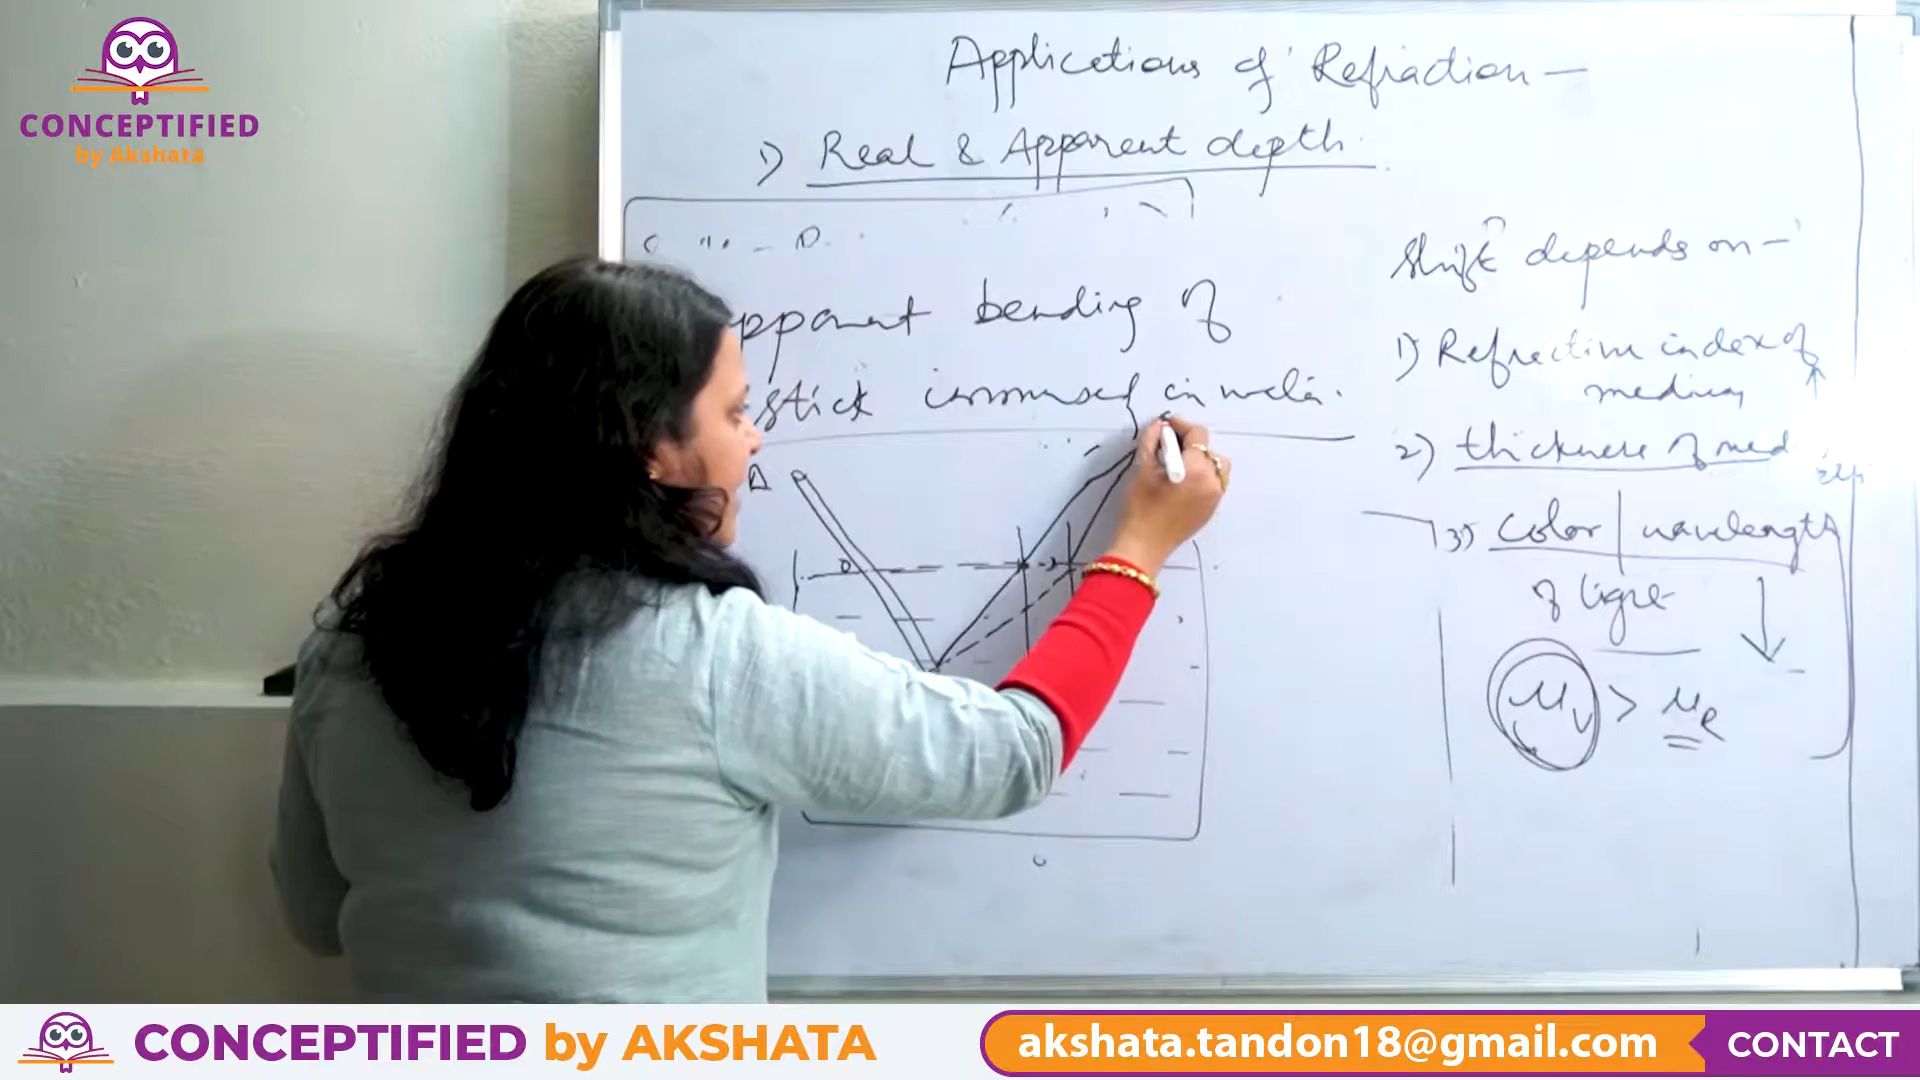 CONCEPTIFIED
by Akshata
Applications of Refraction —
1) Real & Apparent depth
pparent bending of
stick immersed in water.
Shift depends on —
1) Refractive index of
medium
2) thickness of med
3) color | wavelength
of light
μv > μR
A
O
CONCEPTIFIED by AKSHATA
akshata.tandon18@gmail.com
CONTACT